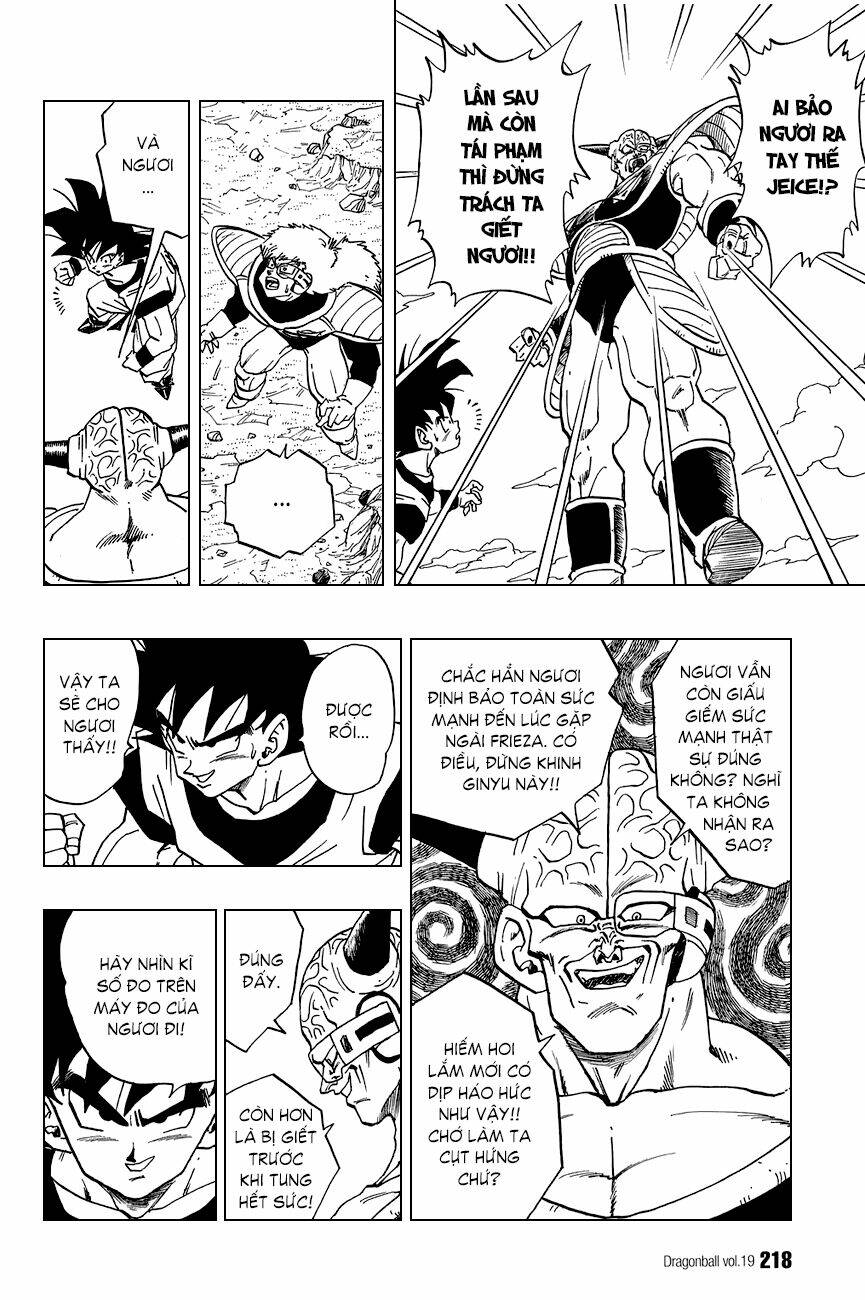 AI BẢO
NGƯƠI RA
TAY THẾ
JEICE!?
LẦN SAU
MÀ CÒN
TÁI PHẠM
THÌ ĐỪNG
TRÁCH TA
GIẾT
NGƯƠI!!
...
VÀ
NGƯƠI
...
NGƯƠI VẪN
CÒN GIẤU
GIẾM SỨC
MẠNH THẬT
SỰ ĐÚNG
KHÔNG? NGHĨ
TA KHÔNG
NHẬN RA
SAO?
CHẮC HẲN NGƯƠI
ĐỊNH BẢO TOÀN SỨC
MẠNH ĐẾN LÚC GẶP
NGÀI FRIEZA. CÓ
ĐIỀU, ĐỪNG KHINH
GINYU NÀY!!
HIẾM HOI
LẮM MỚI CÓ
DỊP HÁO HỨC
NHƯ VẬY!!
CHỚ LÀM TA
CỤT HỨNG
CHỨ?
ĐƯỢC
RỒI...
VẬY TA
SẼ CHO
NGƯƠI
THẤY!!
ĐÚNG
ĐẤY.
CÒN HƠN
LÀ BỊ GIẾT
TRƯỚC
KHI TUNG
HẾT SỨC!
HÃY NHÌN KĨ
SỐ ĐO TRÊN
MÁY ĐO CỦA
NGƯƠI ĐI!
Dragonball vol.19 218